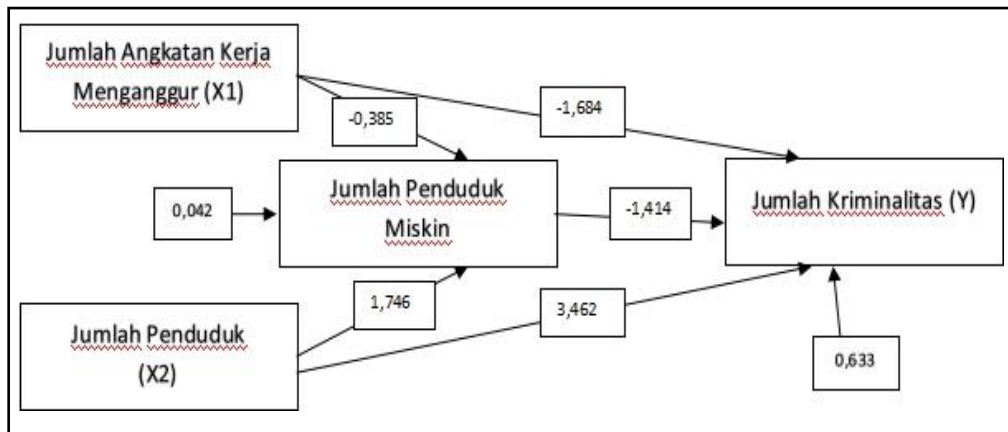 Jumlah Angkatan Kerja
Menganggur (X1)
-0,385
-1,684
Jumlah Penduduk
Miskin
0,042
-1,414
Jumlah Kriminalitas (Y)
1,746
3,462
Jumlah Penduduk
(X2)
0,633